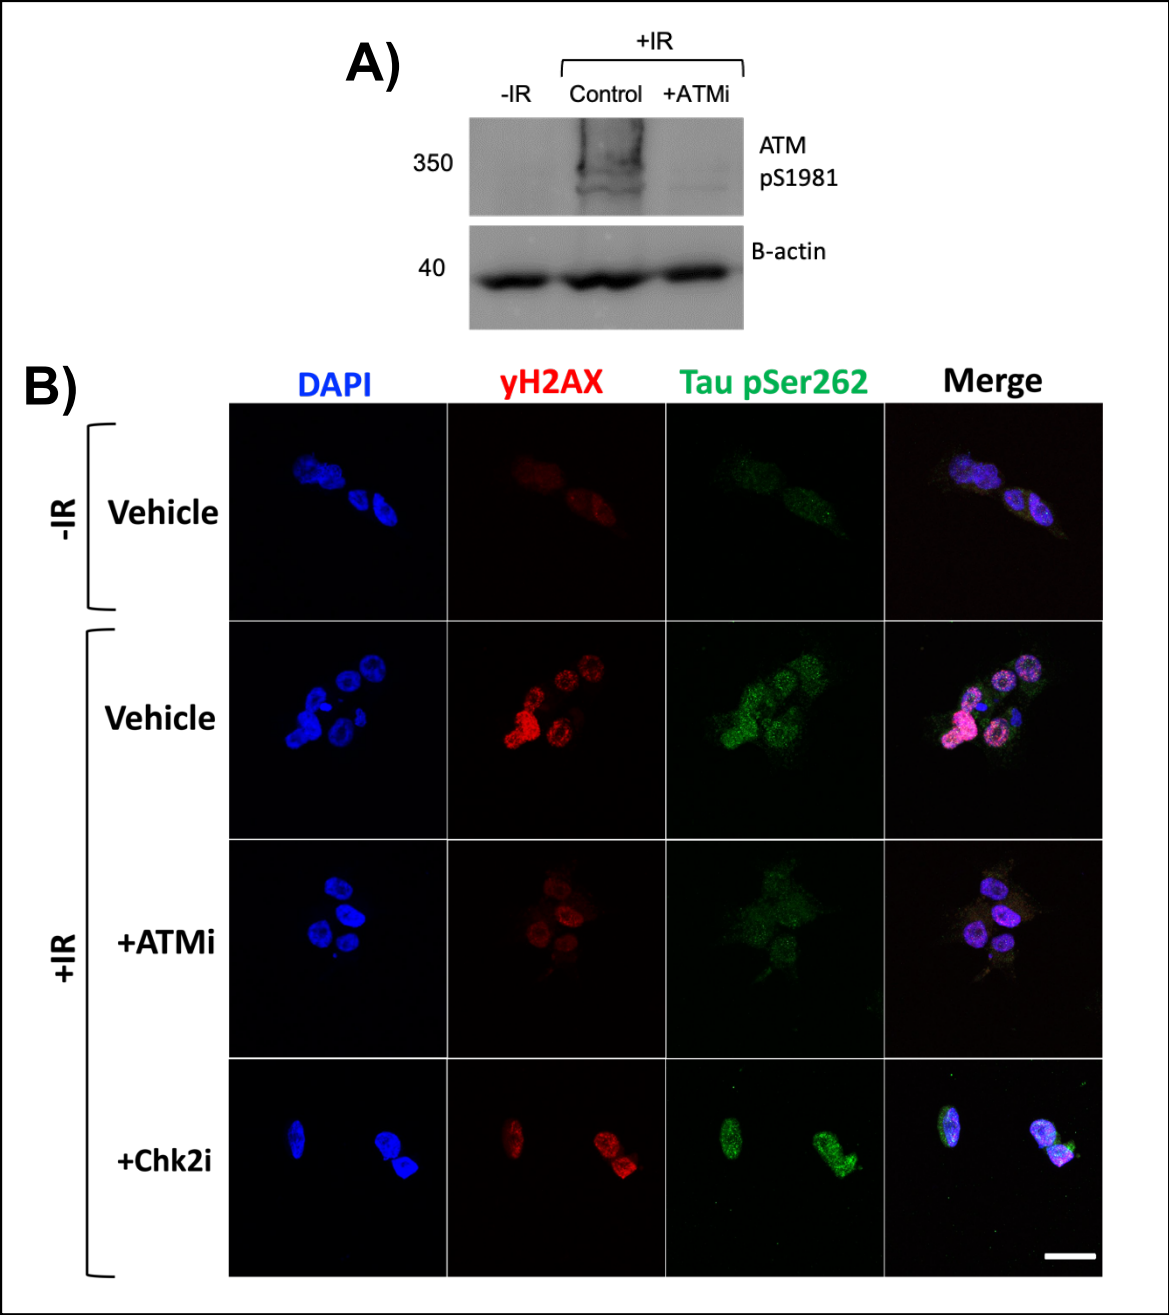 A)
+IR
-IR Control +ATMi
350
ATM
pS1981
40
B-actin
B)
DAPI yH2AX Tau pSer262 Merge
-IR
Vehicle
+IR
Vehicle
+ATMi
+Chk2i